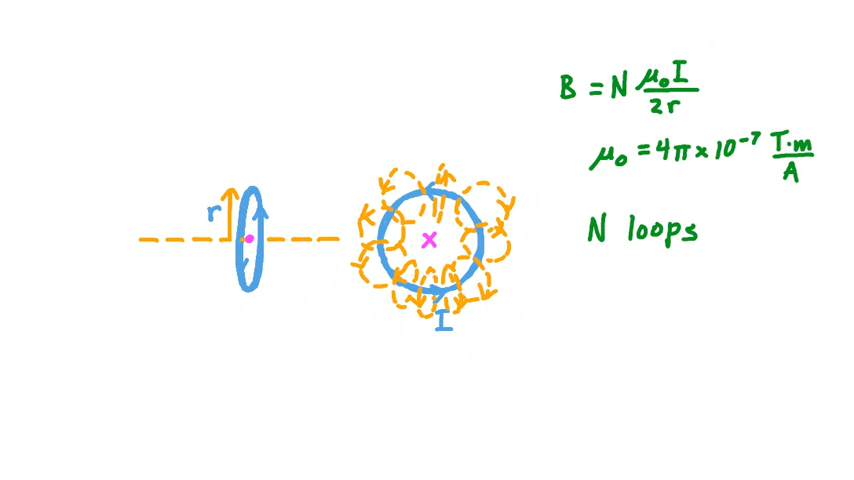 B = N μ₀I / 2r
μ₀ = 4π × 10⁻⁷ T·m / A
N loops
r
x
I